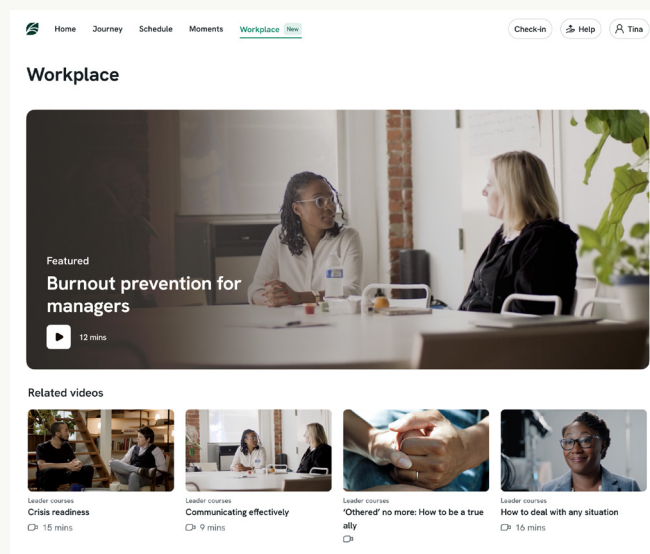 Home Journey Schedule Moments Workplace New Check-in Help Tina
Workplace
Featured
Burnout prevention for
managers
12 mins
Related videos
Leader courses
Crisis readiness
15 mins
Leader courses
Communicating effectively
9 mins
Leader courses
‘Othered’ no more: How to be a true
ally
Leader courses
How to deal with any situation
16 mins